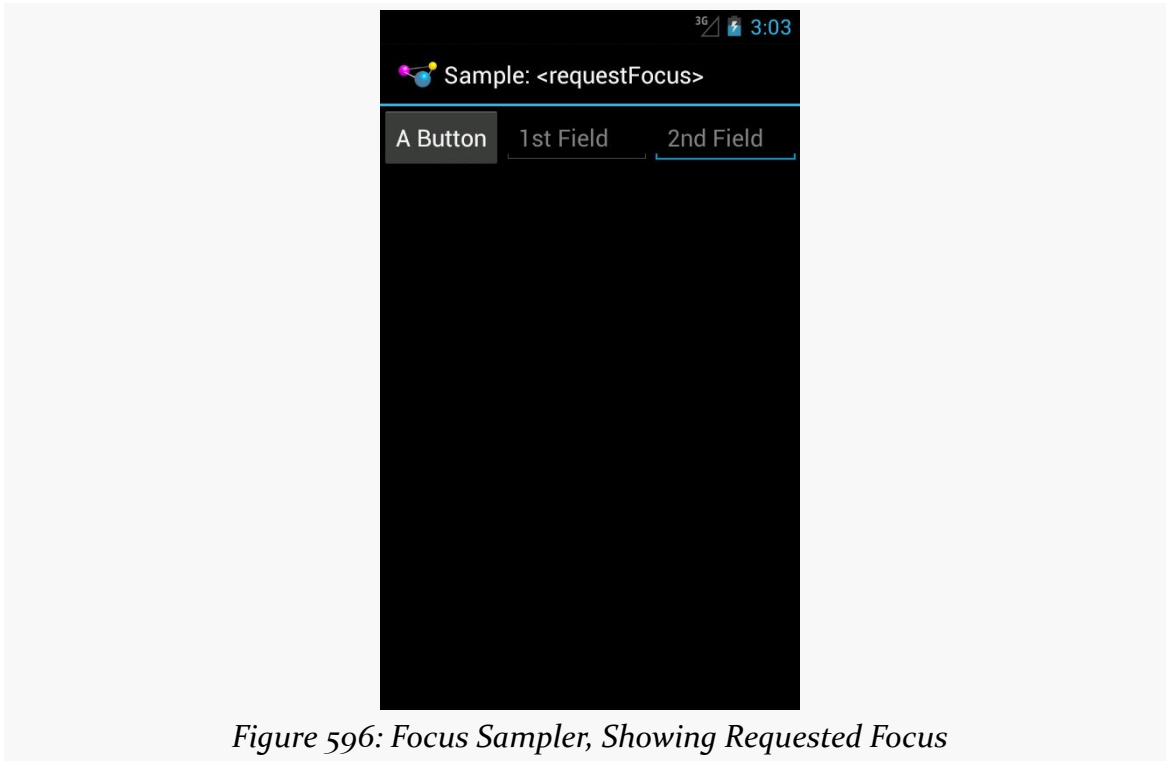 3G 3:03
Sample: <requestFocus>
A Button 1st Field 2nd Field
Figure 596: Focus Sampler, Showing Requested Focus